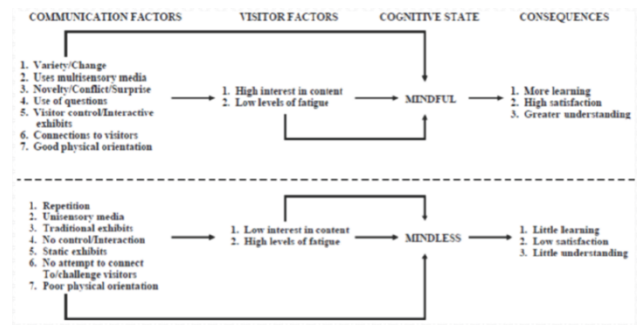 COMMUNICATION FACTORS
VISITOR FACTORS
COGNITIVE STATE
CONSEQUENCES
1. Variety/Change
2. Uses multisensory media
3. Novelty/Conflict/Surprise
4. Use of questions
5. Visitor control/Interactive
exhibits
6. Connections to visitors
7. Good physical orientation
1. High interest in content
2. Low levels of fatigue
MINDFUL
1. More learning
2. High satisfaction
3. Greater understanding
1. Repetition
2. Unisensory media
3. Traditional exhibits
4. No control/Interaction
5. Static exhibits
6. No attempt to connect
To/challenge visitors
7. Poor physical orientation
1. Low interest in content
2. High levels of fatigue
MINDLESS
1. Little learning
2. Low satisfaction
3. Little understanding